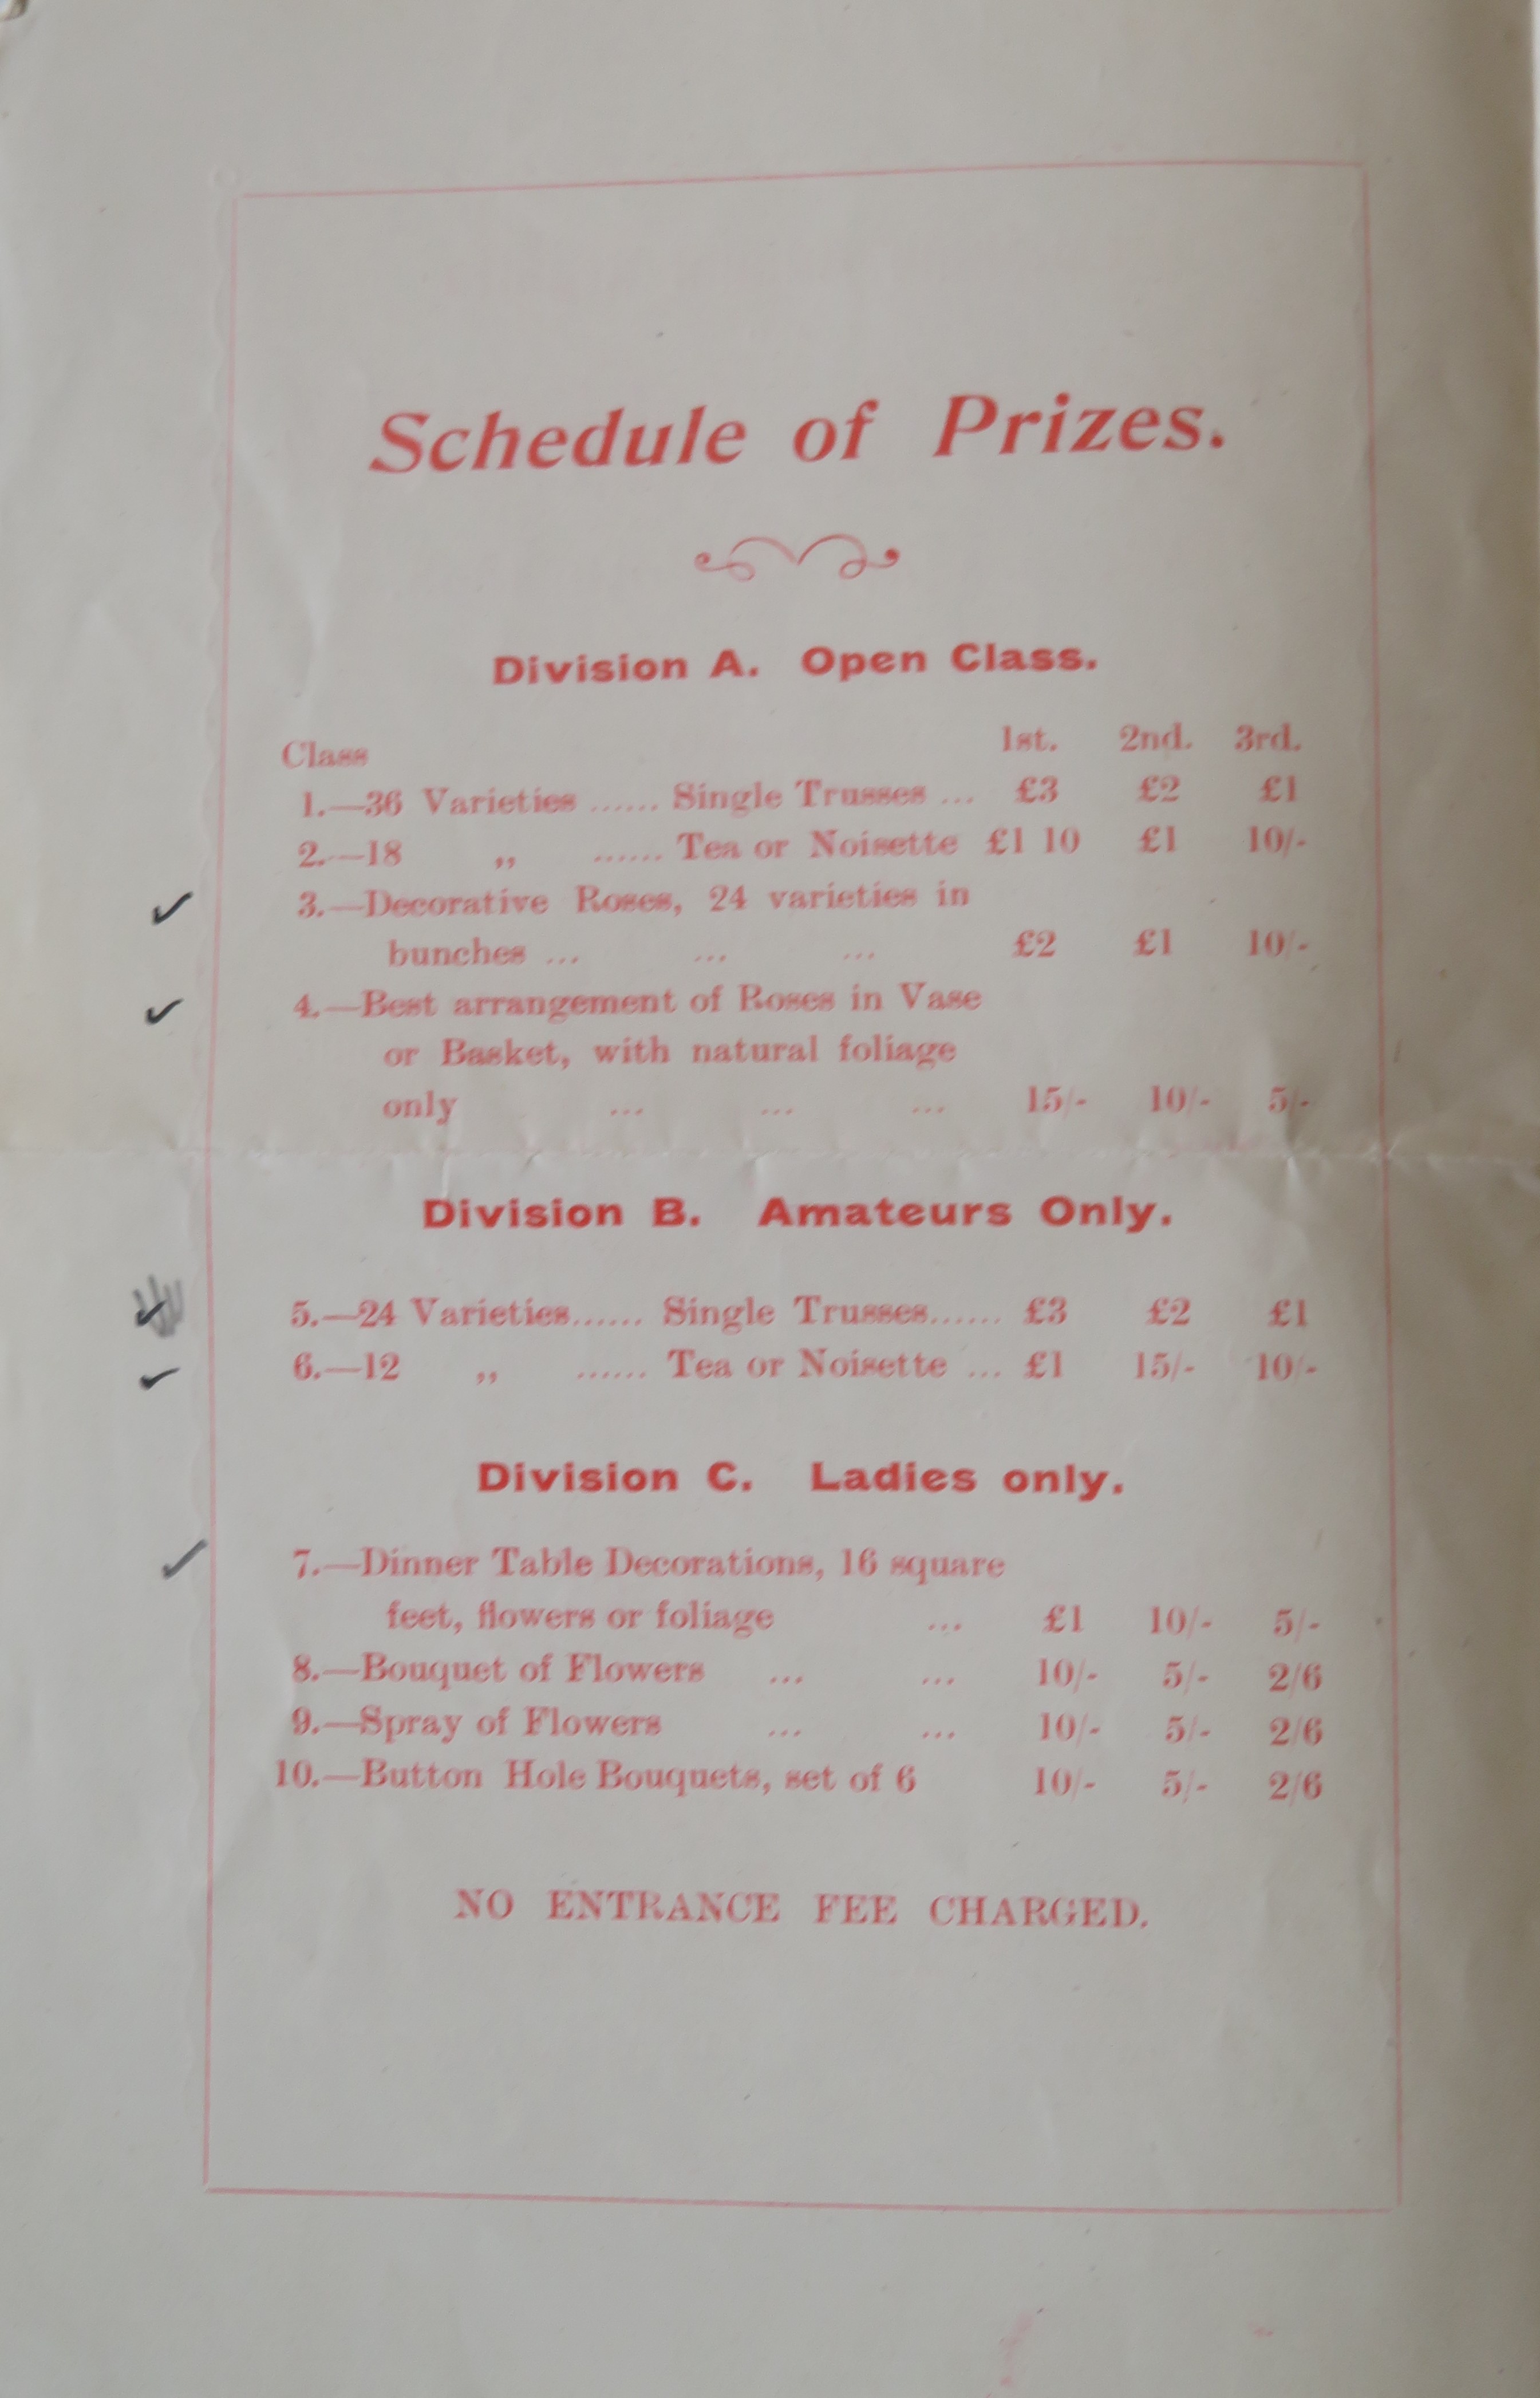 Schedule of Prizes.
Division A. Open Class.
Class 1st. 2nd. 3rd.
1.—36 Varieties ...... Single Trusses ... £3 £2 £1
2.—18 „ ...... Tea or Noisette £1 10 £1 10/-
3.—Decorative Roses, 24 varieties in
bunches ... ... ... £2 £1 10/-
4.—Best arrangement of Roses in Vase
or Basket, with natural foliage
only ... ... ... 15/- 10/- 5/-
Division B. Amateurs Only.
5.—24 Varieties...... Single Trusses...... £3 £2 £1
6.—12 „ ...... Tea or Noisette ... £1 15/- 10/-
Division C. Ladies only.
7.—Dinner Table Decorations, 16 square
feet, flowers or foliage ... £1 10/- 5/-
8.—Bouquet of Flowers ... ... 10/- 5/- 2/6
9.—Spray of Flowers ... ... 10/- 5/- 2/6
10.—Button Hole Bouquets, set of 6 10/- 5/- 2/6
NO ENTRANCE FEE CHARGED.